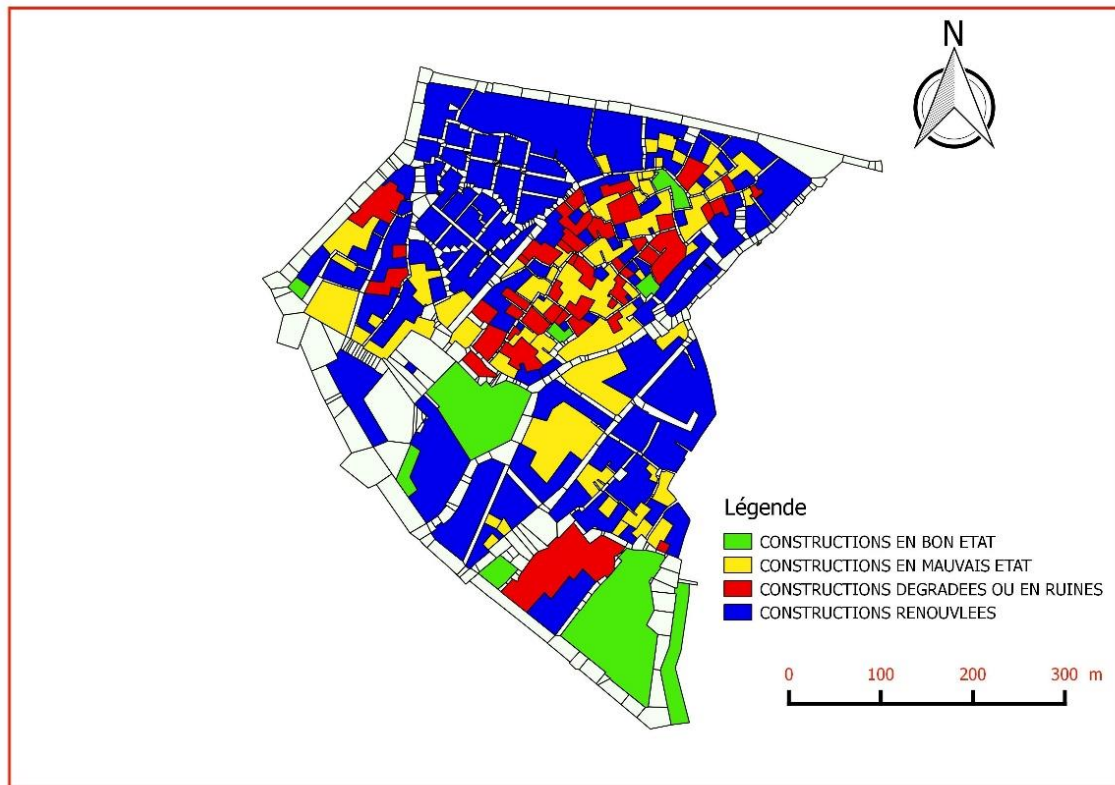 N
Légende
CONSTRUCTIONS EN BON ETAT
CONSTRUCTIONS EN MAUVAIS ETAT
CONSTRUCTIONS DEGRADEES OU EN RUINES
CONSTRUCTIONS RENOUVLEES
0 100 200 300 m